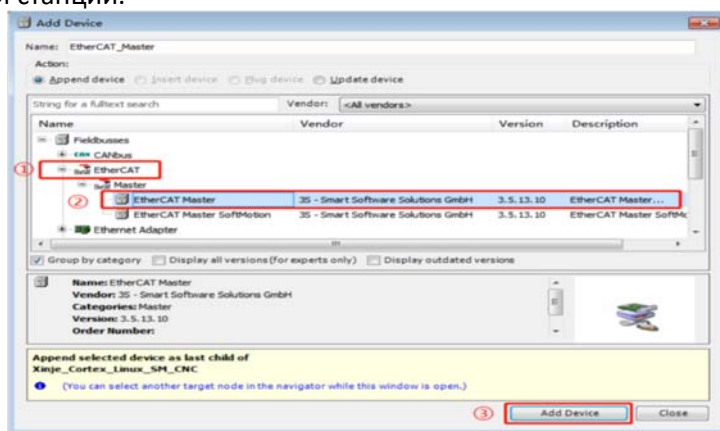 станции.
Add Device
Name: EtherCAT_Master
Action:
Append device Insert device Plug device Update device
String for a fulltext search Vendor: <All vendors>
Name Vendor Version Description
Fieldbusses
CAN CANbus
① EtherCAT
Master
② EtherCAT Master 3S - Smart Software Solutions GmbH 3.5.13.10 EtherCAT Master...
EtherCAT Master SoftMotion 3S - Smart Software Solutions GmbH 3.5.13.10 EtherCAT Master SoftMo
Ethernet Adapter
Group by category Display all versions (for experts only) Display outdated versions
Name: EtherCAT Master
Vendor: 3S - Smart Software Solutions GmbH
Categories: Master
Version: 3.5.13.10
Order Number:
Append selected device as last child of
Xinje_Cortex_Linux_SM_CNC
(You can select another target node in the navigator while this window is open.)
③ Add Device Close